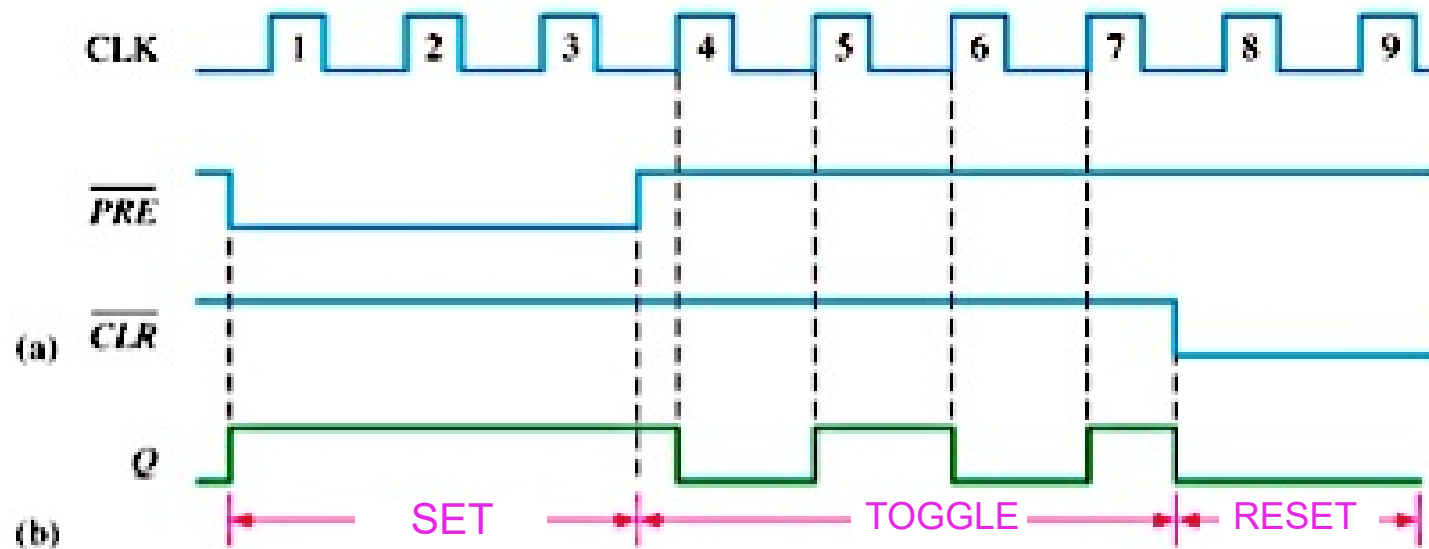 CLK 1 2 3 4 5 6 7 8 9
PRE
(a) CLR
Q
(b) SET TOGGLE RESET